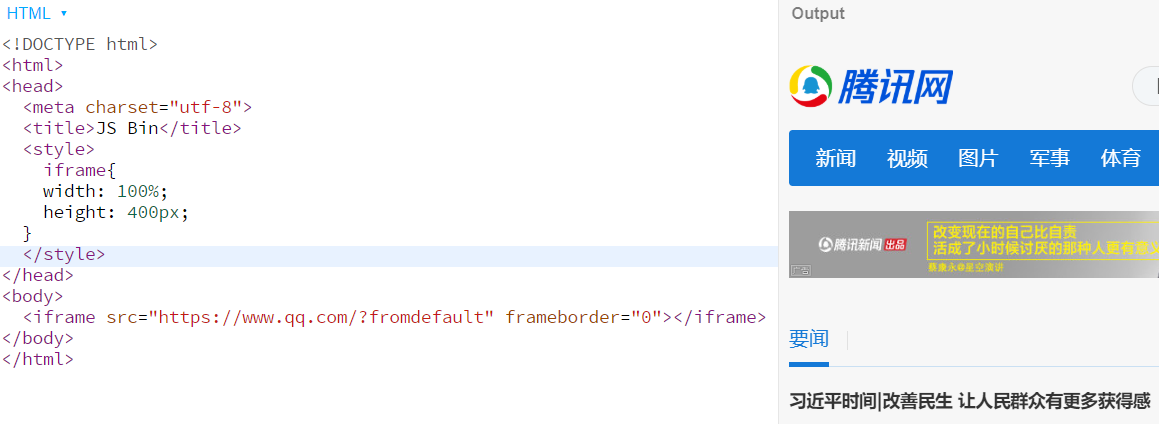 HTML ▾
<!DOCTYPE html>
<html>
<head>
  <meta charset="utf-8">
  <title>JS Bin</title>
  <style>
    iframe{
    width: 100%;
    height: 400px;
  }
  </style>
</head>
<body>
  <iframe src="https://www.qq.com/?fromdefault" frameborder="0"></iframe>
</body>
</html>
Output
腾讯网
新闻 视频 图片 军事 体育
腾讯新闻 出品
改变现在的自己比自责
活成了小时候讨厌的那种人更有意义
蔡康永@星空演讲
广告
要闻
习近平时间|改善民生 让人民群众有更多获得感